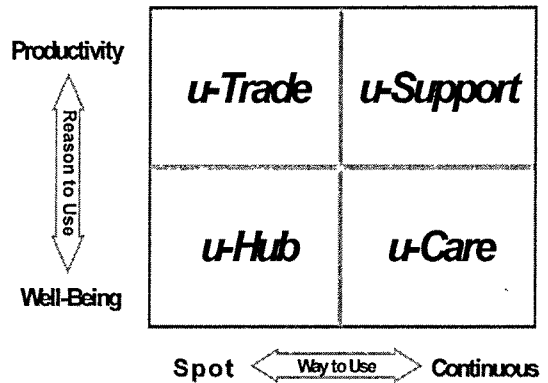 Productivity
u-Trade
u-Support
Reason to Use
u-Hub
u-Care
Well-Being
Spot
Way to Use
Continuous